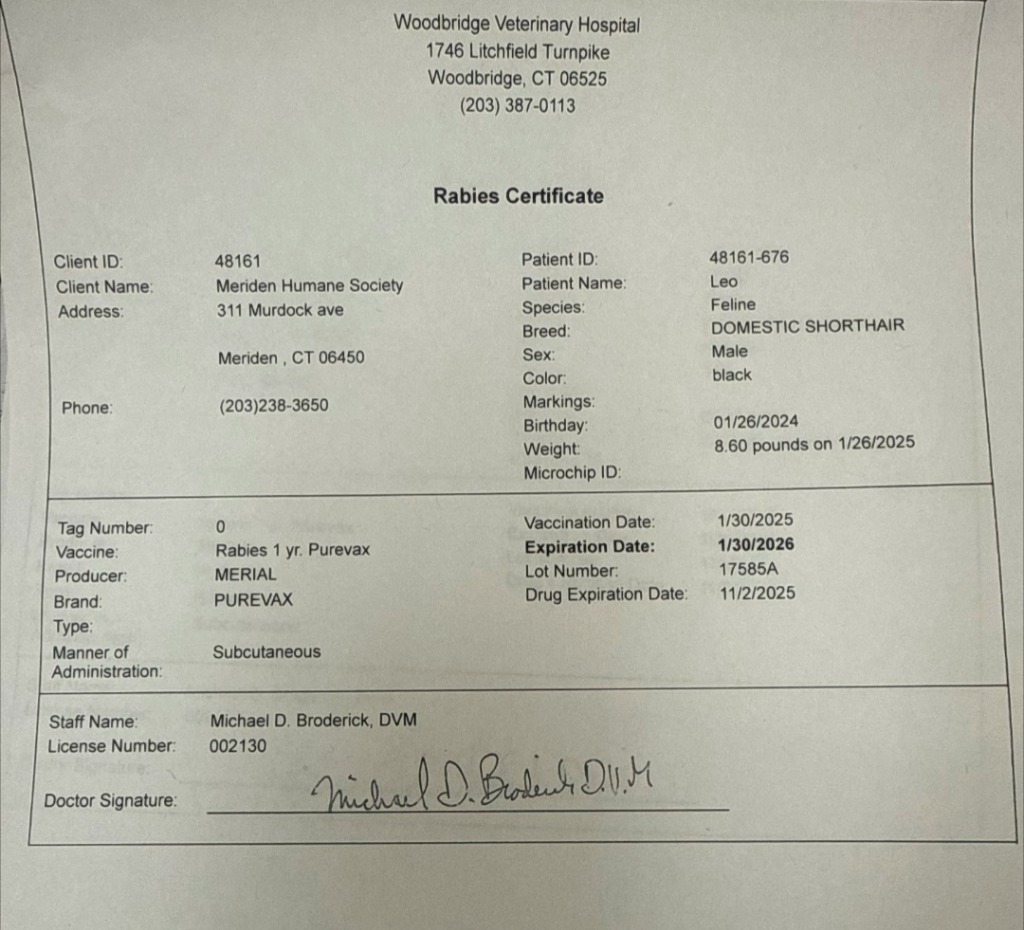 Woodbridge Veterinary Hospital
1746 Litchfield Turnpike
Woodbridge, CT 06525
(203) 387-0113
Rabies Certificate
Client ID: 48161
Client Name: Meriden Humane Society
Address: 311 Murdock ave
Meriden , CT 06450
Phone: (203)238-3650
Patient ID: 48161-676
Patient Name: Leo
Species: Feline
Breed: DOMESTIC SHORTHAIR
Sex: Male
Color: black
Markings:
Birthday: 01/26/2024
Weight: 8.60 pounds on 1/26/2025
Microchip ID:
Tag Number: 0
Vaccine: Rabies 1 yr. Purevax
Producer: MERIAL
Brand: PUREVAX
Type:
Manner of
Administration: Subcutaneous
Vaccination Date: 1/30/2025
Expiration Date: 1/30/2026
Lot Number: 17585A
Drug Expiration Date: 11/2/2025
Staff Name: Michael D. Broderick, DVM
License Number: 002130
Doctor Signature: Michael D. Broderick D.V.M